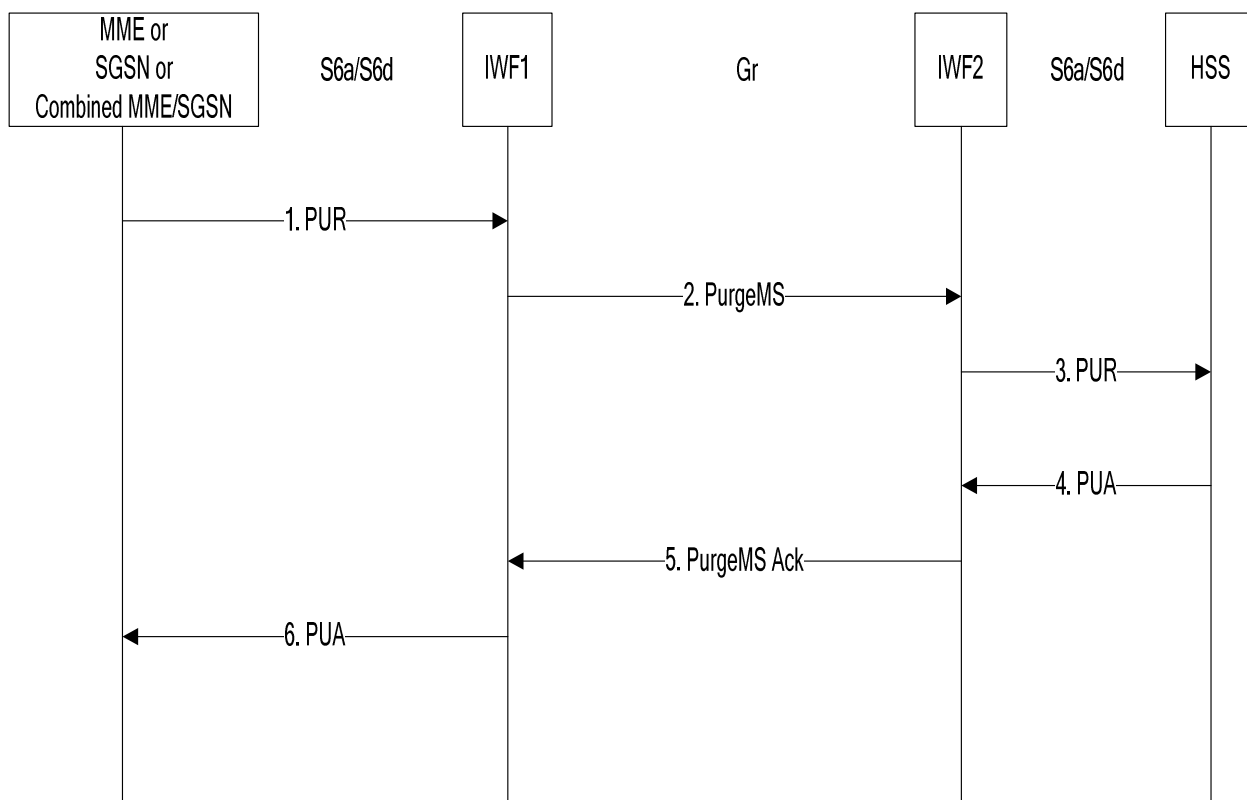 MME or
SGSN or
Combined MME/SGSN
S6a/S6d
IWF1
Gr
IWF2
S6a/S6d
HSS
1. PUR
2. PurgeMS
3. PUR
4. PUA
5. PurgeMS Ack
6. PUA